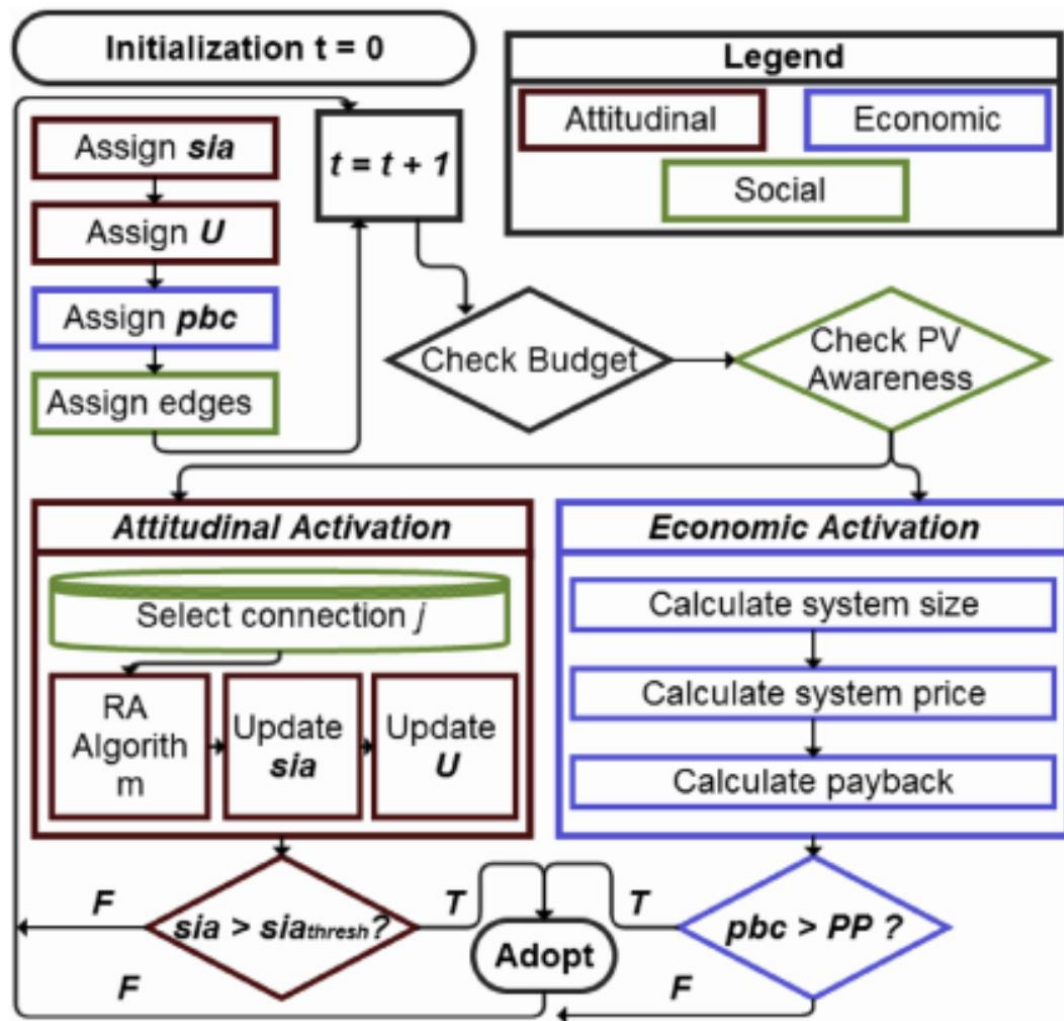 Initialization t = 0
Legend
Attitudinal
Economic
Social
Assign sia
Assign U
Assign pbc
Assign edges
t = t + 1
Check Budget
Check PV
Awareness
Attitudinal Activation
Select connection j
RA
Algorith
m
Update
sia
Update
U
Economic Activation
Calculate system size
Calculate system price
Calculate payback
F
sia > siathresh?
T
Adopt
T
pbc > PP ?
F
F